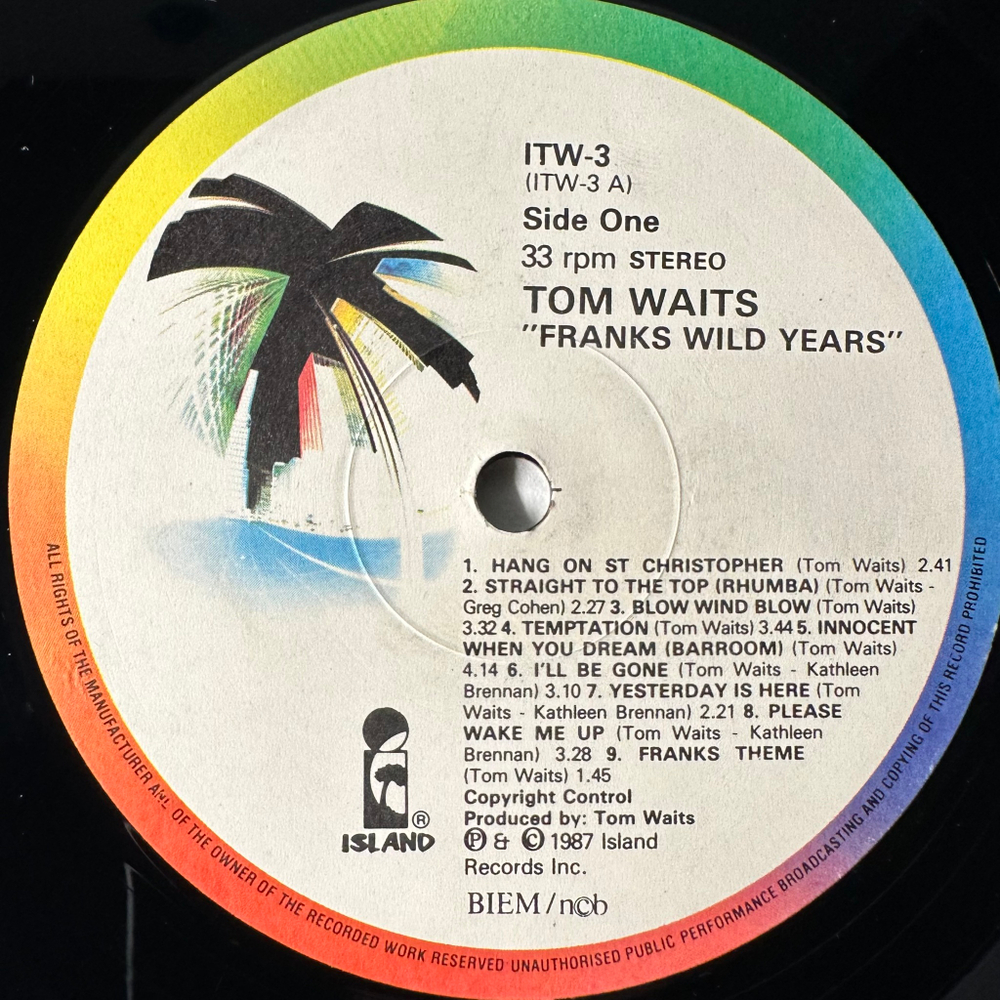 ITW-3
(ITW-3 A)
Side One
33 rpm STEREO
TOM WAITS
"FRANKS WILD YEARS"
1. HANG ON ST CHRISTOPHER (Tom Waits) 2.41
2. STRAIGHT TO THE TOP (RHUMBA) (Tom Waits -
Greg Cohen) 2.27 3. BLOW WIND BLOW (Tom Waits)
3.32 4. TEMPTATION (Tom Waits) 3.44 5. INNOCENT
WHEN YOU DREAM (BARROOM) (Tom Waits)
4.14 6. I'LL BE GONE (Tom Waits - Kathleen
Brennan) 3.10 7. YESTERDAY IS HERE (Tom
Waits - Kathleen Brennan) 2.21 8. PLEASE
WAKE ME UP (Tom Waits - Kathleen
Brennan) 3.28 9. FRANKS THEME
(Tom Waits) 1.45
Copyright Control
Produced by: Tom Waits
℗ & © 1987 Island
Records Inc.
BIEM / n©b
ISLAND ®
ALL RIGHTS OF THE MANUFACTURER AND OF THE OWNER OF THE RECORDED WORK RESERVED UNAUTHORISED PUBLIC PERFORMANCE BROADCASTING AND COPYING OF THIS RECORD PROHIBITED